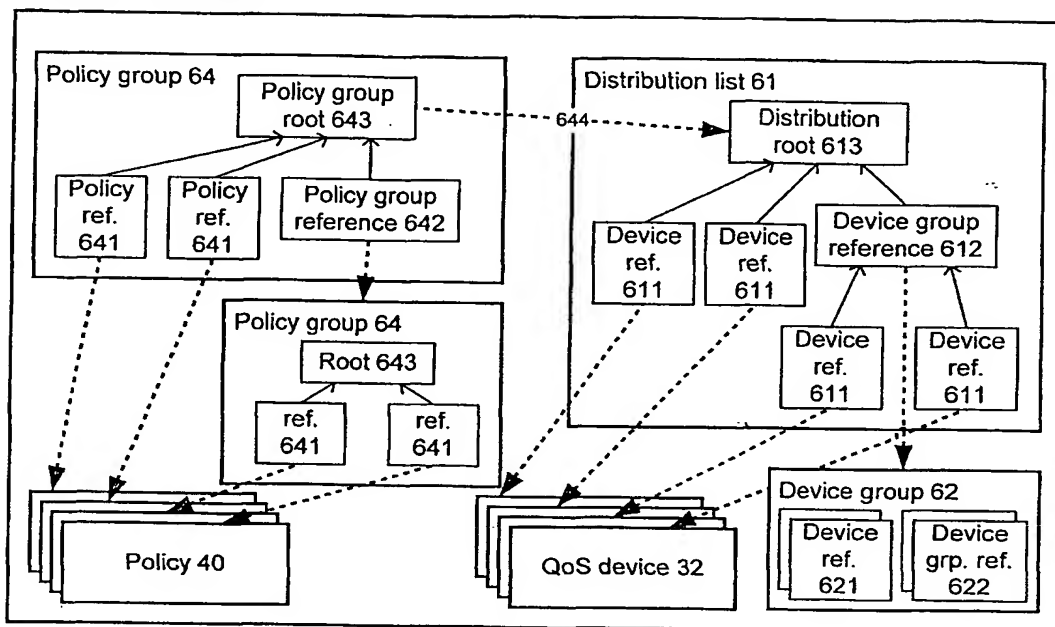 Policy group 64
Policy group
root 643
644
Distribution list 61
Distribution
root 613
Policy
ref.
641
Policy
ref.
641
Policy group
reference 642
Device
ref.
611
Device
ref.
611
Device group
reference 612
Policy group 64
Root 643
ref.
641
ref.
641
Device
ref.
611
Device
ref.
611
Policy 40
QoS device 32
Device group 62
Device
ref.
621
Device
grp. ref.
622